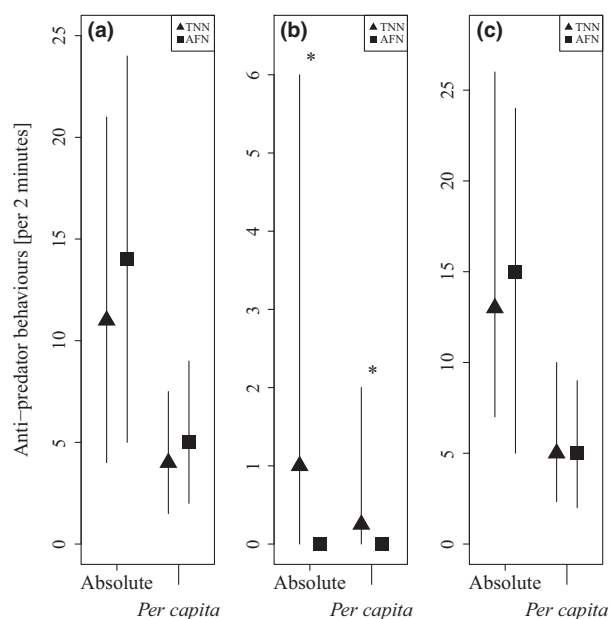 Anti−predator behaviours [per 2 minutes]
(a)
TNN
AFN
25
20
15
10
5
0
Absolute
Per capita
(b)
TNN
AFN
*
*
6
5
4
3
2
1
0
Absolute
Per capita
(c)
TNN
AFN
25
20
15
10
5
0
Absolute
Per capita